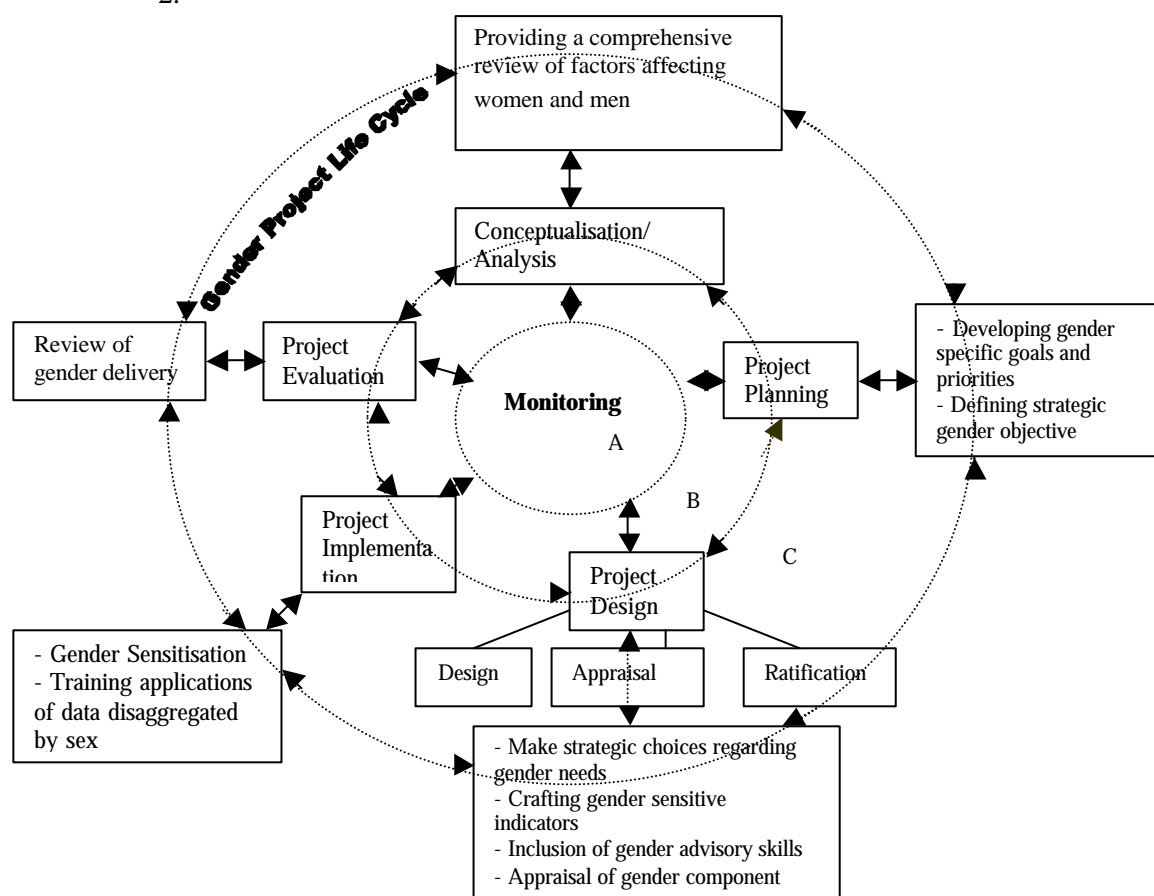 2.
Providing a comprehensive
review of factors affecting
women and men
Gender Project Life Cycle
Conceptualisation/
Analysis
Review of
gender delivery
Project
Evaluation
Monitoring
A
Project
Planning
- Developing gender
specific goals and
priorities
- Defining strategic
gender objective
B
C
Project
Implementa
tion
Project
Design
Design
Appraisal
Ratification
- Gender Sensitisation
- Training applications
of data disaggregated
by sex
- Make strategic choices regarding
gender needs
- Crafting gender sensitive
indicators
- Inclusion of gender advisory skills
- Appraisal of gender component